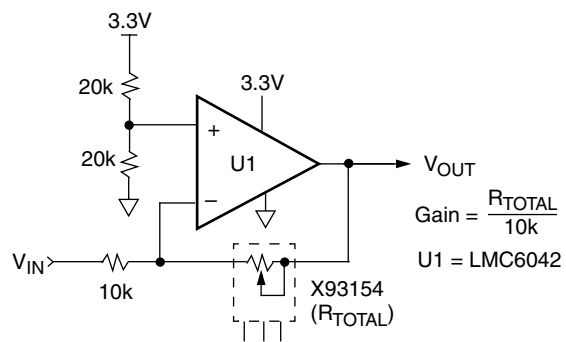 3.3V
20k
3.3V
+
U1
20k
−
VOUT
Gain = RTOTAL
10k
U1 = LMC6042
VIN
10k
X93154
(RTOTAL)